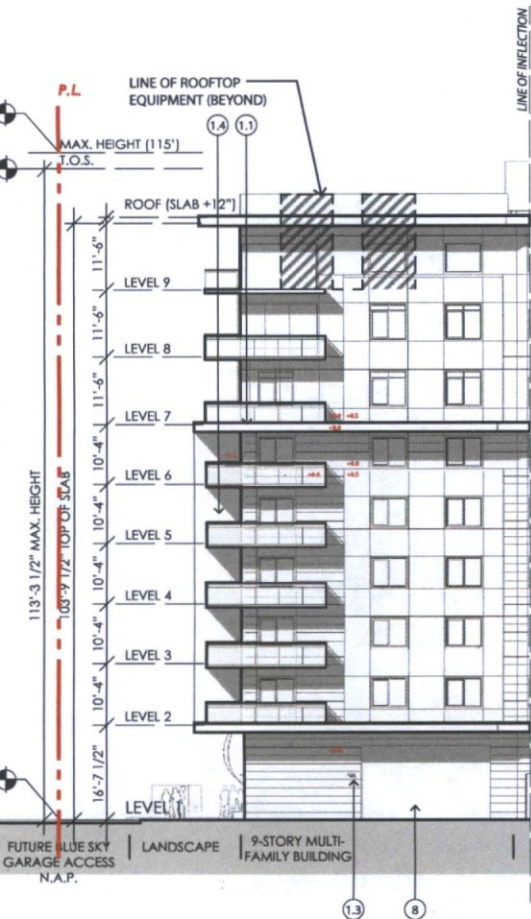 P.L.
LINE OF ROOFTOP
EQUIPMENT (BEYOND)
LINE OF INFLECTION
1.4
1.1
MAX. HEIGHT (115')
T.O.S.
ROOF (SLAB +12")
11'-6"
LEVEL 9
11'-6"
LEVEL 8
11'-6"
LEVEL 7
10'-4"
LEVEL 6
10'-4"
LEVEL 5
10'-4"
LEVEL 4
10'-4"
LEVEL 3
10'-4"
LEVEL 2
16'-7 1/2"
LEVEL 1
113'-3 1/2" MAX. HEIGHT
103'-9 1/2" TOP OF SLAB
FUTURE BLUE SKY
GARAGE ACCESS
N.A.P.
LANDSCAPE
9-STORY MULTI-
FAMILY BUILDING
1.3
8